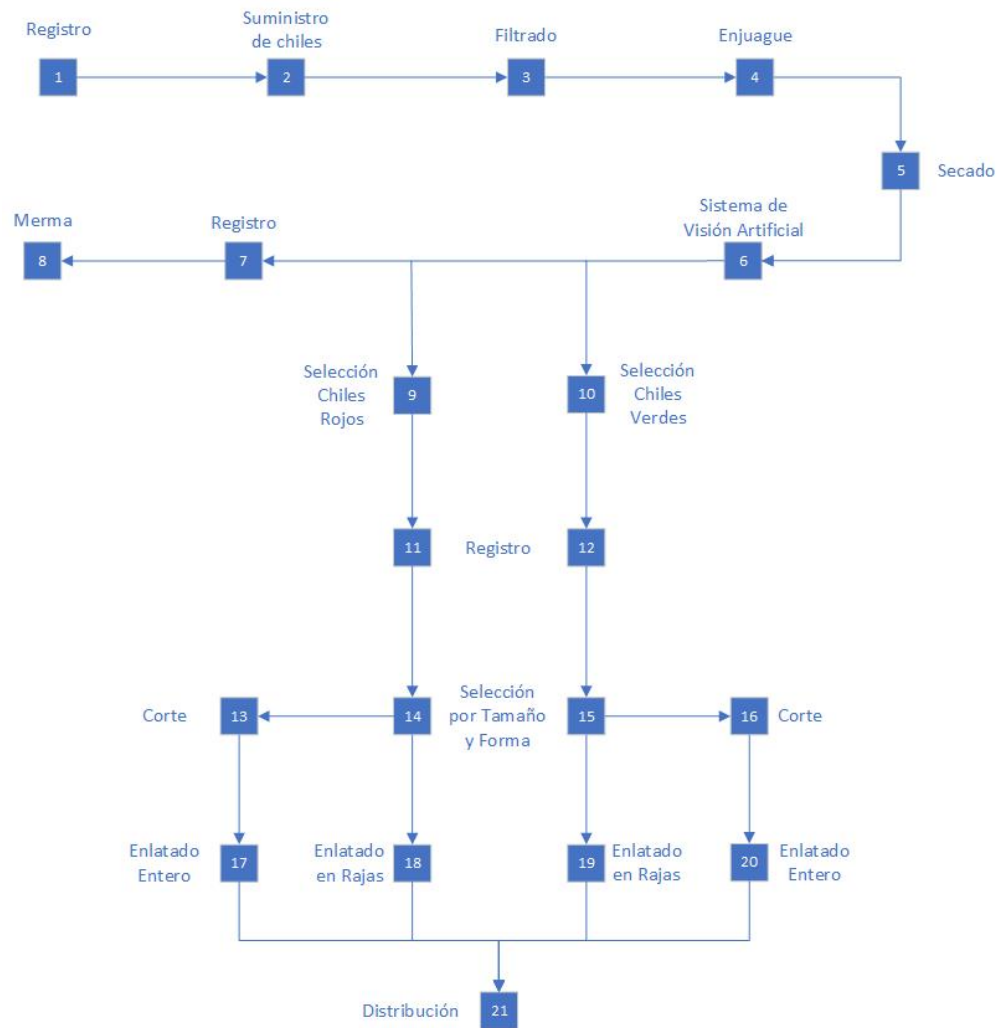 Registro
1
Suministro
de chiles
2
Filtrado
3
Enjuague
4
5
Secado
Merma
8
Registro
7
Sistema de
Visión Artificial
6
Selección
Chiles
Rojos
9
10
Selección
Chiles
Verdes
11
Registro
12
Corte
13
14
Selección
por Tamaño
y Forma
15
16
Corte
Enlatado
Entero
17
Enlatado
en Rajas
18
19
Enlatado
en Rajas
20
Enlatado
Entero
Distribución
21